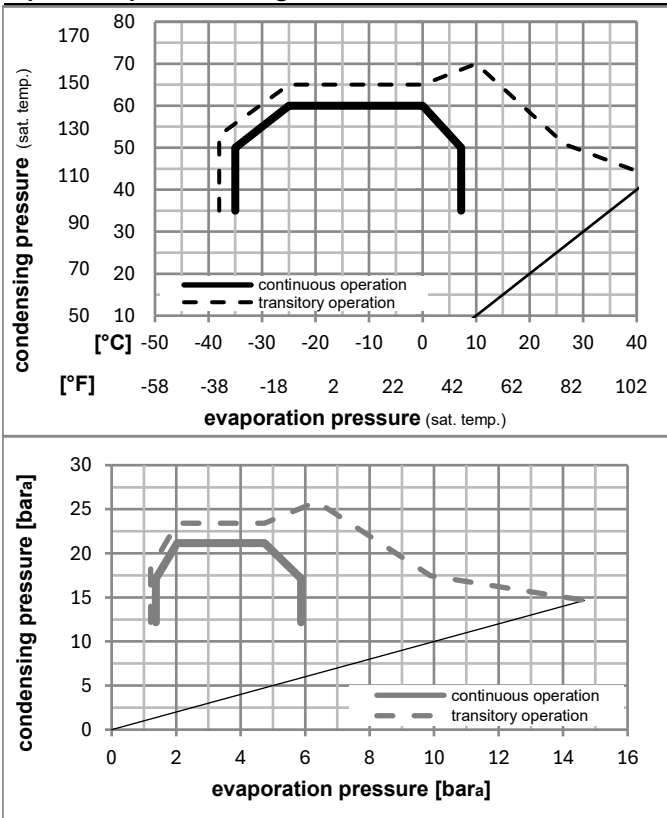 condensing pressure (sat. temp.)
170 80
150 70
130 60
110 50
90 40
70 30
50 20
10
continuous operation
transitory operation
[°C] -50 -40 -30 -20 -10 0 10 20 30 40
[°F] -58 -38 -18 2 22 42 62 82 102
evaporation pressure (sat. temp.)
condensing pressure [bara]
30
25
20
15
10
5
0
continuous operation
transitory operation
0 2 4 6 8 10 12 14 16
evaporation pressure [bara]